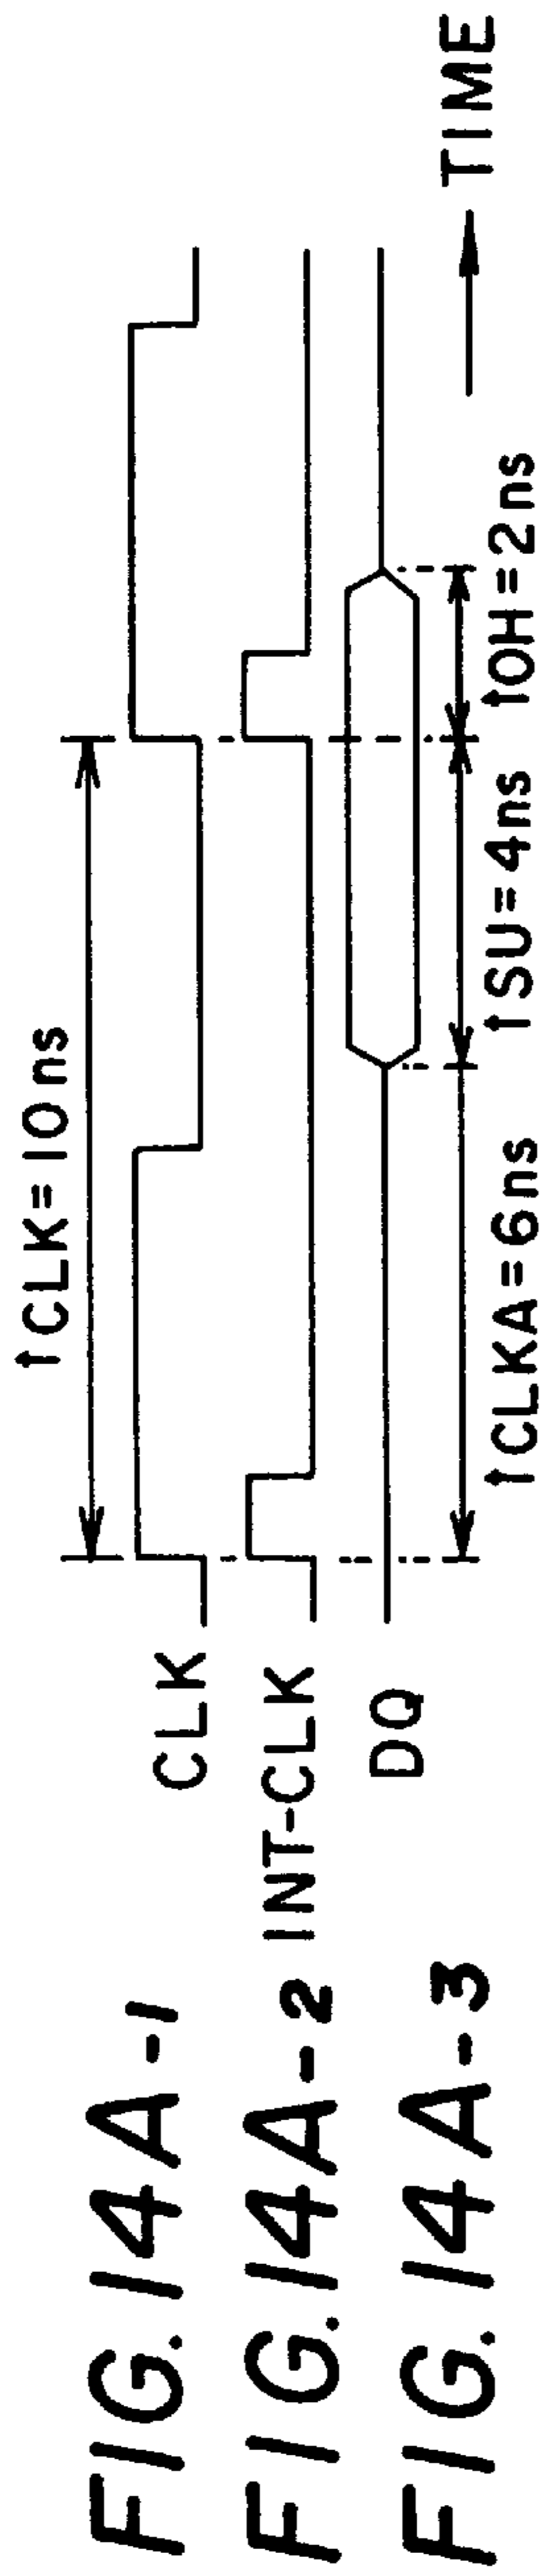 tCLK=10ns
FIG. 14A-1 CLK
FIG. 14A-2 INT-CLK
FIG. 14A-3 DQ
tCLKA=6ns tSU=4ns tOH=2ns TIME